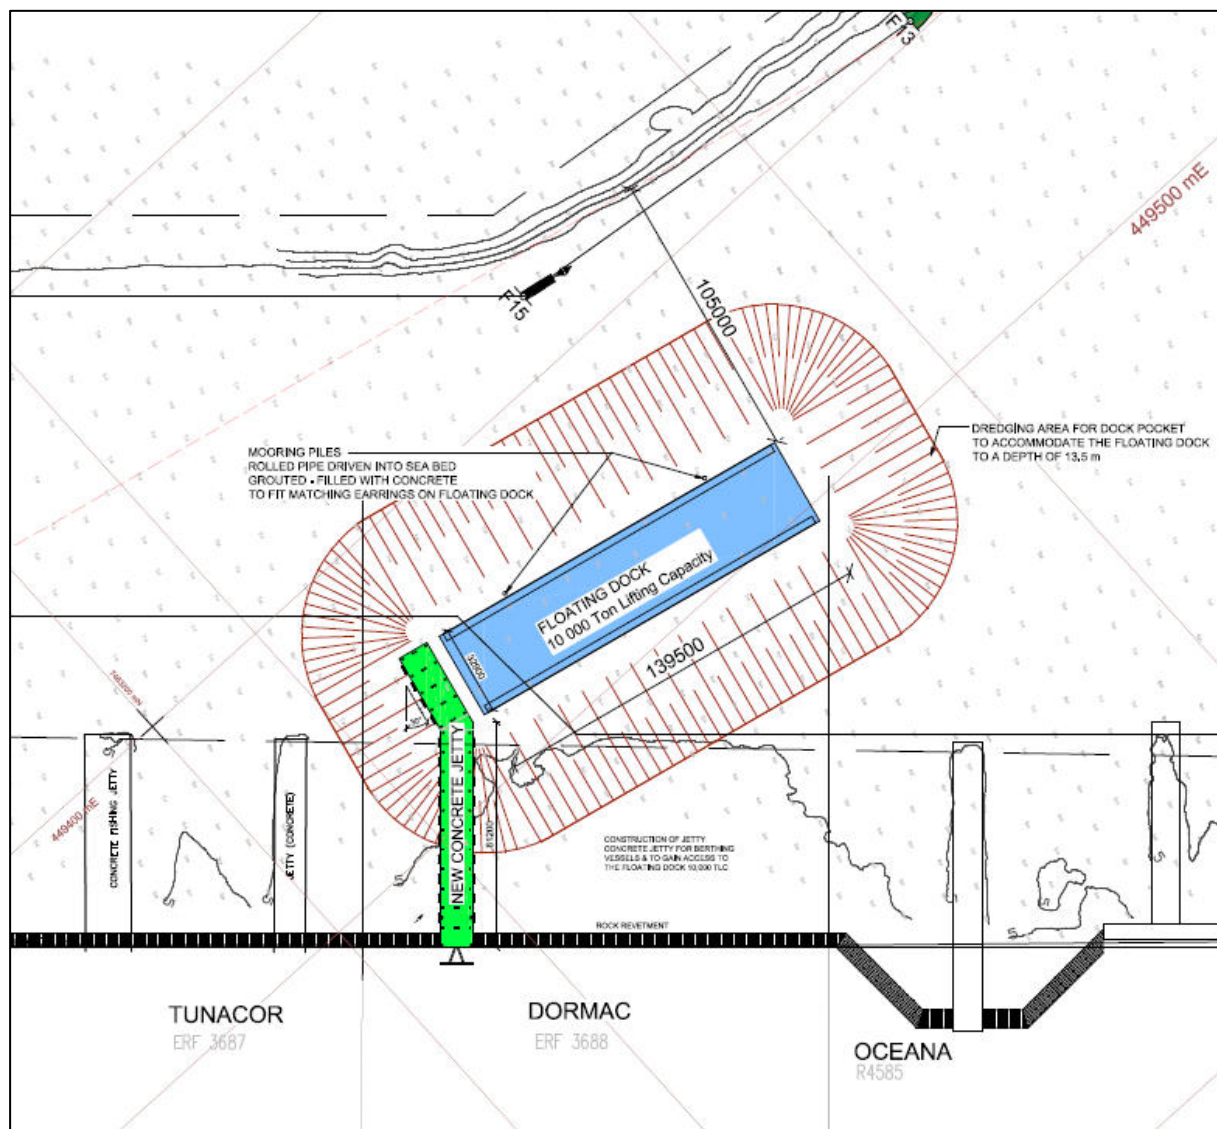 F13
449500 mE
F15
105000
DREDGING AREA FOR DOCK POCKET
TO ACCOMMODATE THE FLOATING DOCK
TO A DEPTH OF 13,5 m
MOORING PILES
ROLLED PIPE DRIVEN INTO SEA BED
GROUTED - FILLED WITH CONCRETE
TO FIT MATCHING EARRINGS ON FLOATING DOCK
FLOATING DOCK
10 000 Ton Lifting Capacity
139500
30°
NEW CONCRETE JETTY
61200
449400 mE
CONCRETE FISHING JETTY
JETTY (CONCRETE)
CONSTRUCTION OF JETTY
CONCRETE JETTY FOR BERTHING
VESSELS & TO GAIN ACCESS TO
THE FLOATING DOCK 10,000 TLC
ROCK REVETMENT
TUNACOR
ERF 3687
DORMAC
ERF 3688
OCEANA
R4585